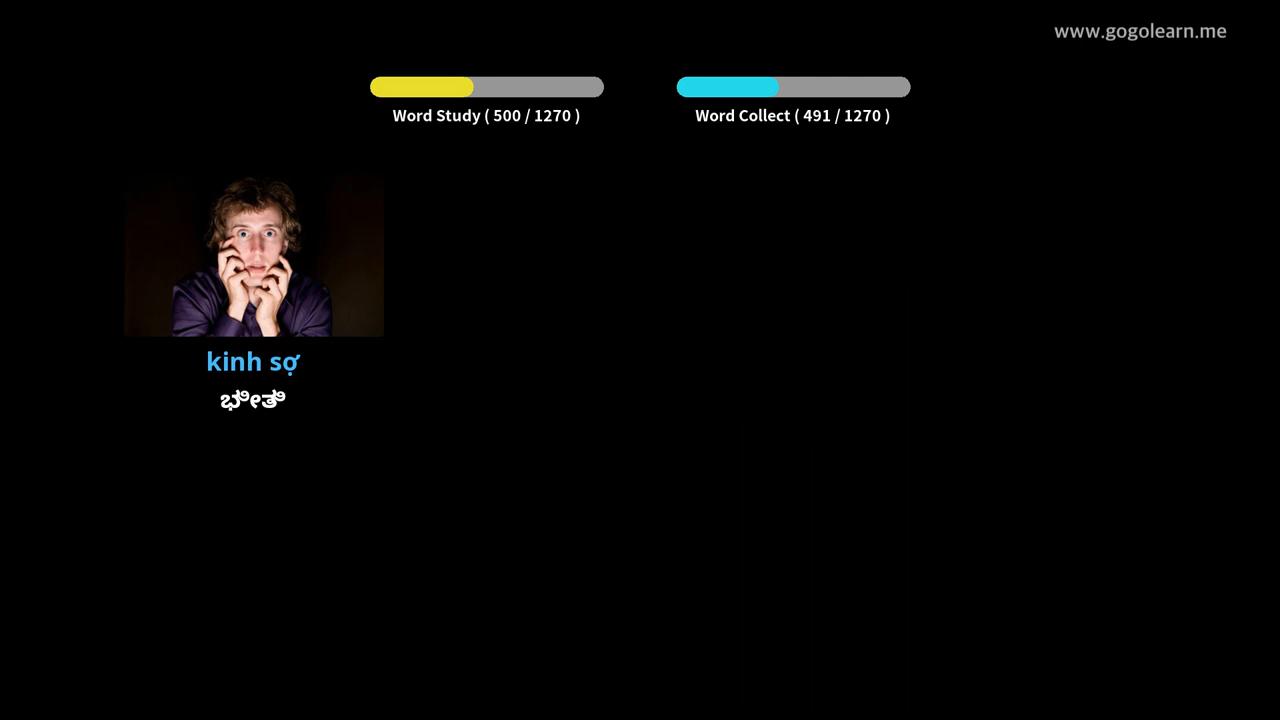 www.gogolearn.me
Word Study ( 500 / 1270 )
Word Collect ( 491 / 1270 )
kinh sợ
ಭೀತಿ